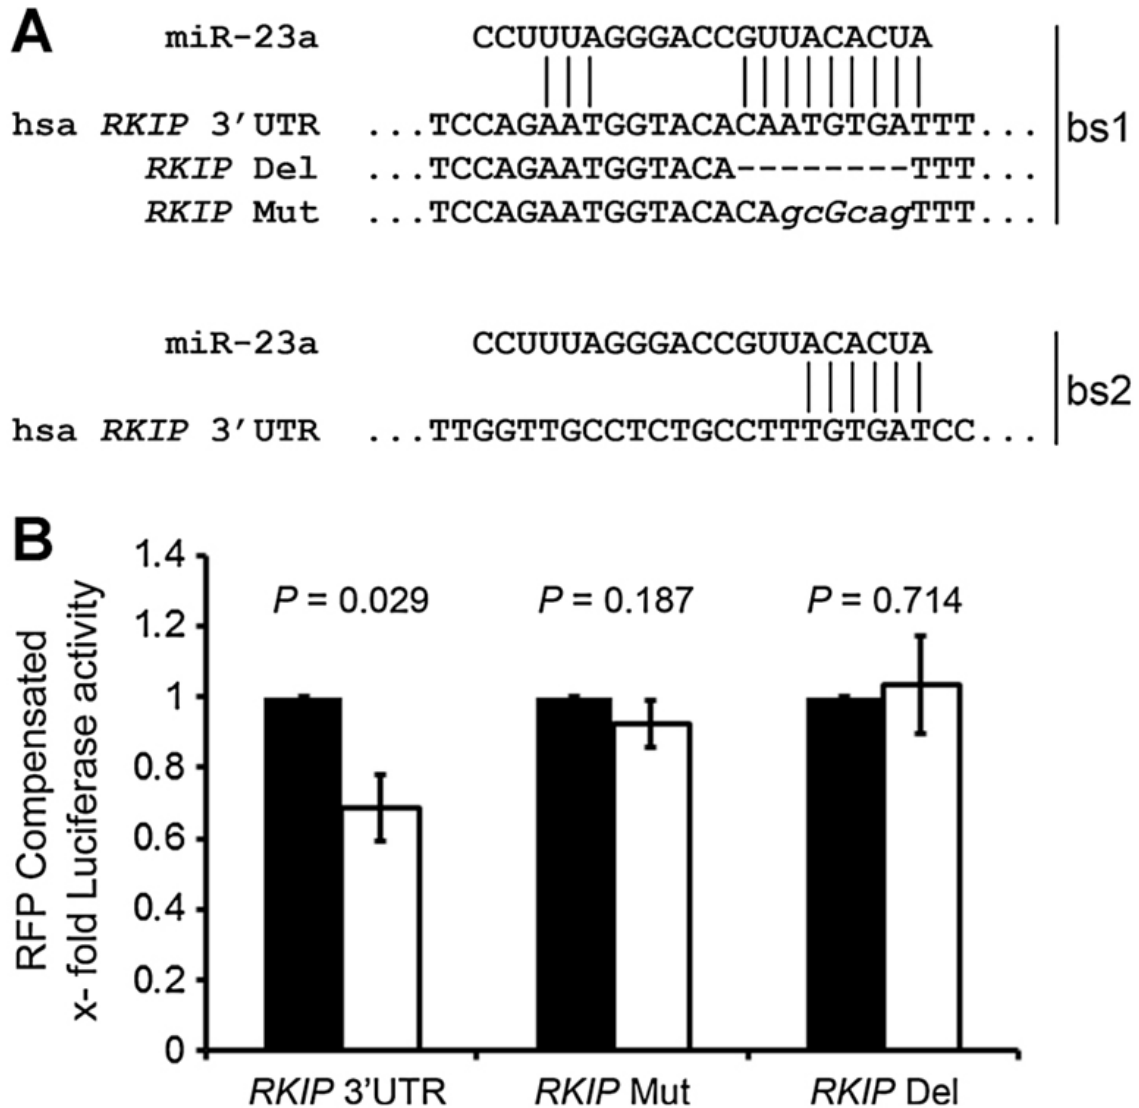 A
miR-23a CCUUUAGGGACCGUUACACUA
hsa RKIP 3'UTR ...TCCAGAATGGTACACAATGTGATTT...
RKIP Del ...TCCAGAATGGTACA--------TTT...
RKIP Mut ...TCCAGAATGGTACACAgcGcagTTT...
bs1
miR-23a CCUUUAGGGACCGUUACACUA
hsa RKIP 3'UTR ...TTGGTTGCCTCTGCCTTTGTGATCC...
bs2
B
RFP Compensated
x- fold Luciferase activity
1.4
1.2
1
0.8
0.6
0.4
0.2
0
P = 0.029 P = 0.187 P = 0.714
RKIP 3'UTR RKIP Mut RKIP Del